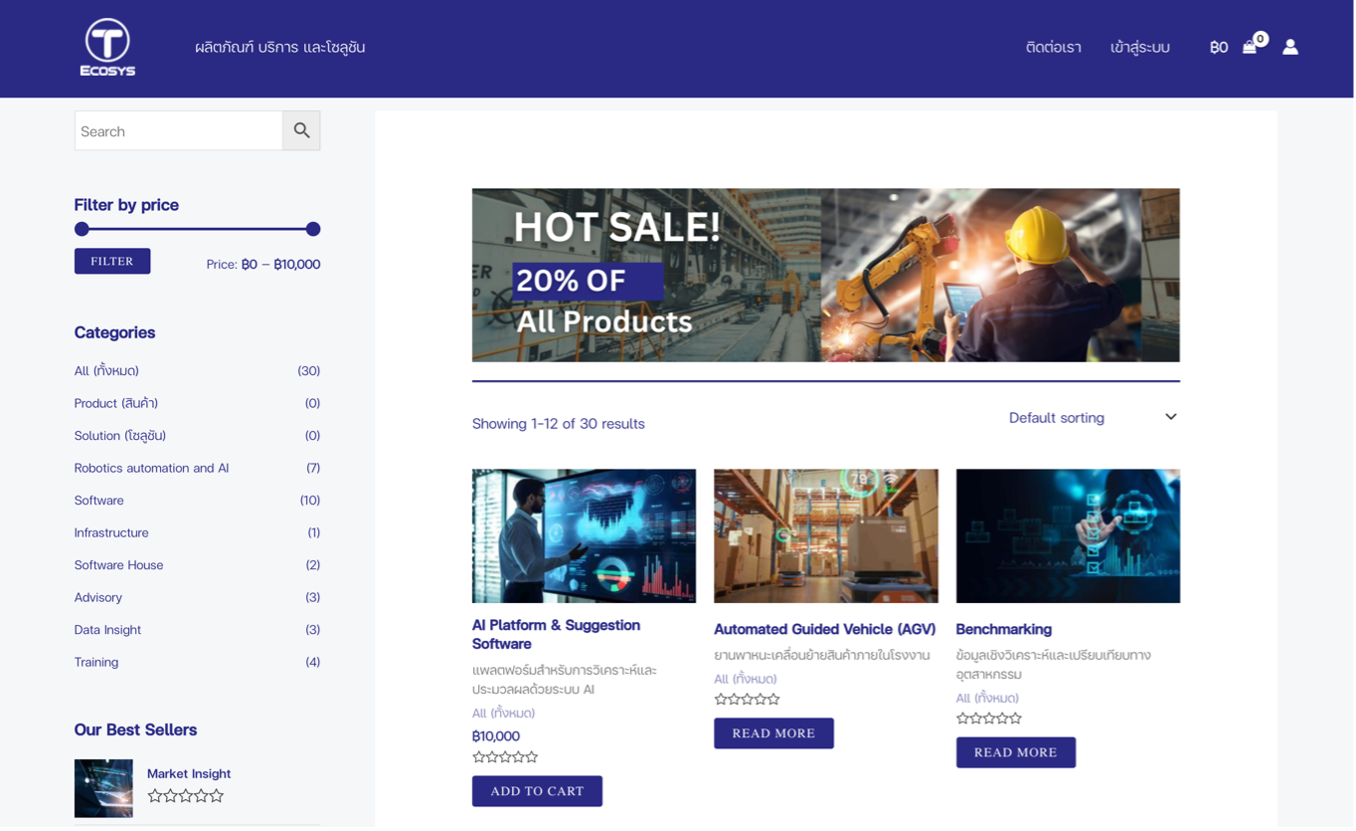 T
ECOSYS
ผลิตภัณฑ์ บริการ และโซลูชัน
ติดต่อเรา
เข้าสู่ระบบ
฿0
0
Search
Filter by price
FILTER
Price: ฿0 — ฿10,000
Categories
All (ทั้งหมด) (30)
Product (สินค้า) (0)
Solution (โซลูชัน) (0)
Robotics automation and AI (7)
Software (10)
Infrastructure (1)
Software House (2)
Advisory (3)
Data Insight (3)
Training (4)
Our Best Sellers
Market Insight
HOT SALE!
20% OF
All Products
Showing 1–12 of 30 results
Default sorting
AI Platform & Suggestion
Software
แพลตฟอร์มสำหรับการวิเคราะห์และ
ประมวลผลด้วยระบบ AI
All (ทั้งหมด)
฿10,000
ADD TO CART
79
Automated Guided Vehicle (AGV)
ยานพาหนะเคลื่อนย้ายสินค้าภายในโรงงาน
All (ทั้งหมด)
READ MORE
Benchmarking
ข้อมูลเชิงวิเคราะห์และเปรียบเทียบทาง
อุตสาหกรรม
All (ทั้งหมด)
READ MORE